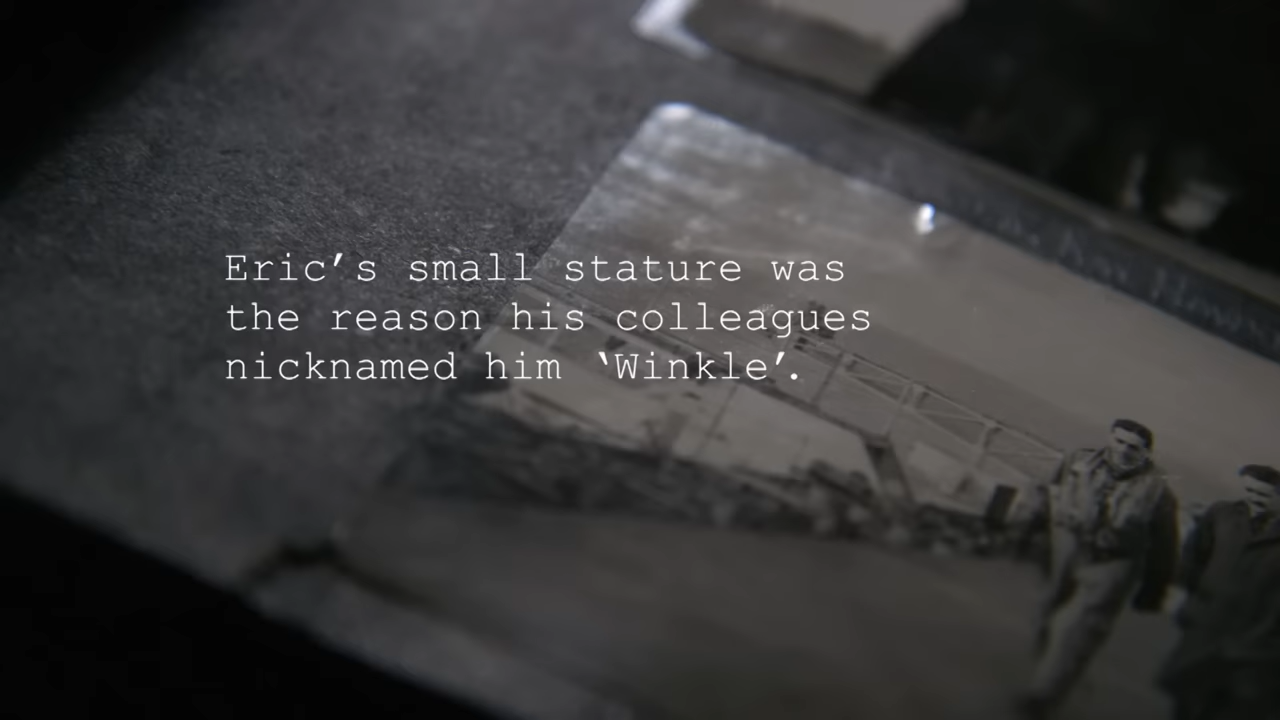 Eric’s small stature was
the reason his colleagues
nicknamed him ‘Winkle’.